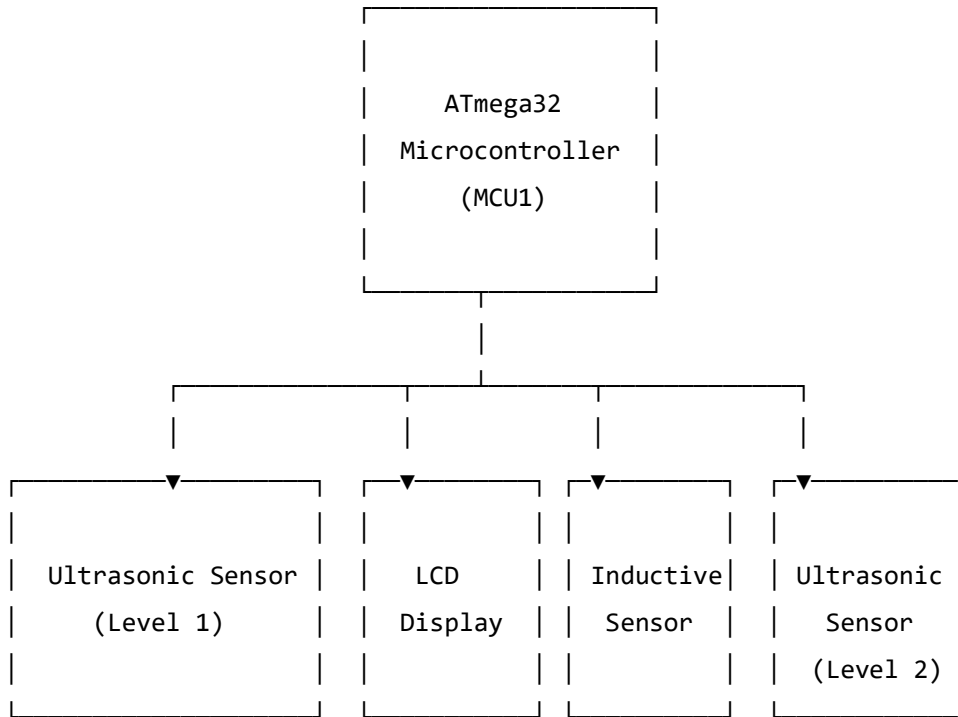 ATmega32
Microcontroller
(MCU1)
Ultrasonic Sensor
(Level 1)
LCD
Display
Inductive
Sensor
Ultrasonic
Sensor
(Level 2)